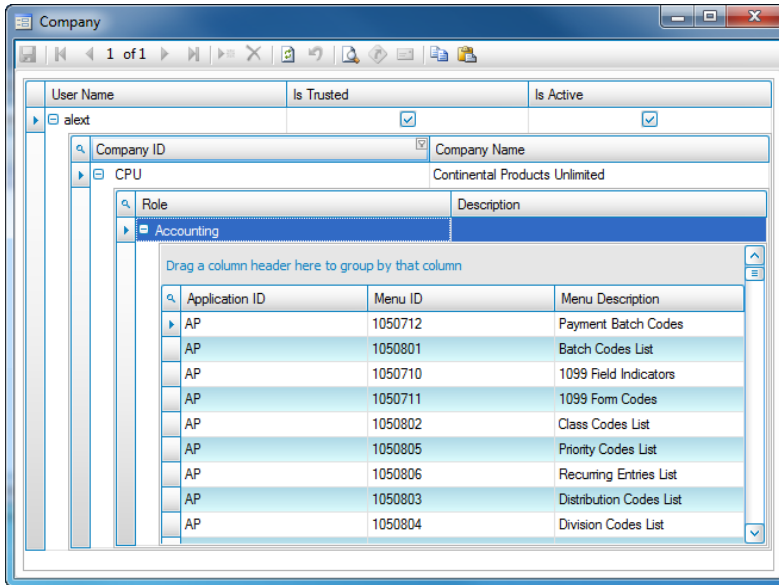 Company
1 of 1
User Name Is Trusted Is Active
alext
Company ID Company Name
CPU Continental Products Unlimited
Role Description
Accounting
Drag a column header here to group by that column
Application ID Menu ID Menu Description
AP 1050712 Payment Batch Codes
AP 1050801 Batch Codes List
AP 1050710 1099 Field Indicators
AP 1050711 1099 Form Codes
AP 1050802 Class Codes List
AP 1050805 Priority Codes List
AP 1050806 Recurring Entries List
AP 1050803 Distribution Codes List
AP 1050804 Division Codes List